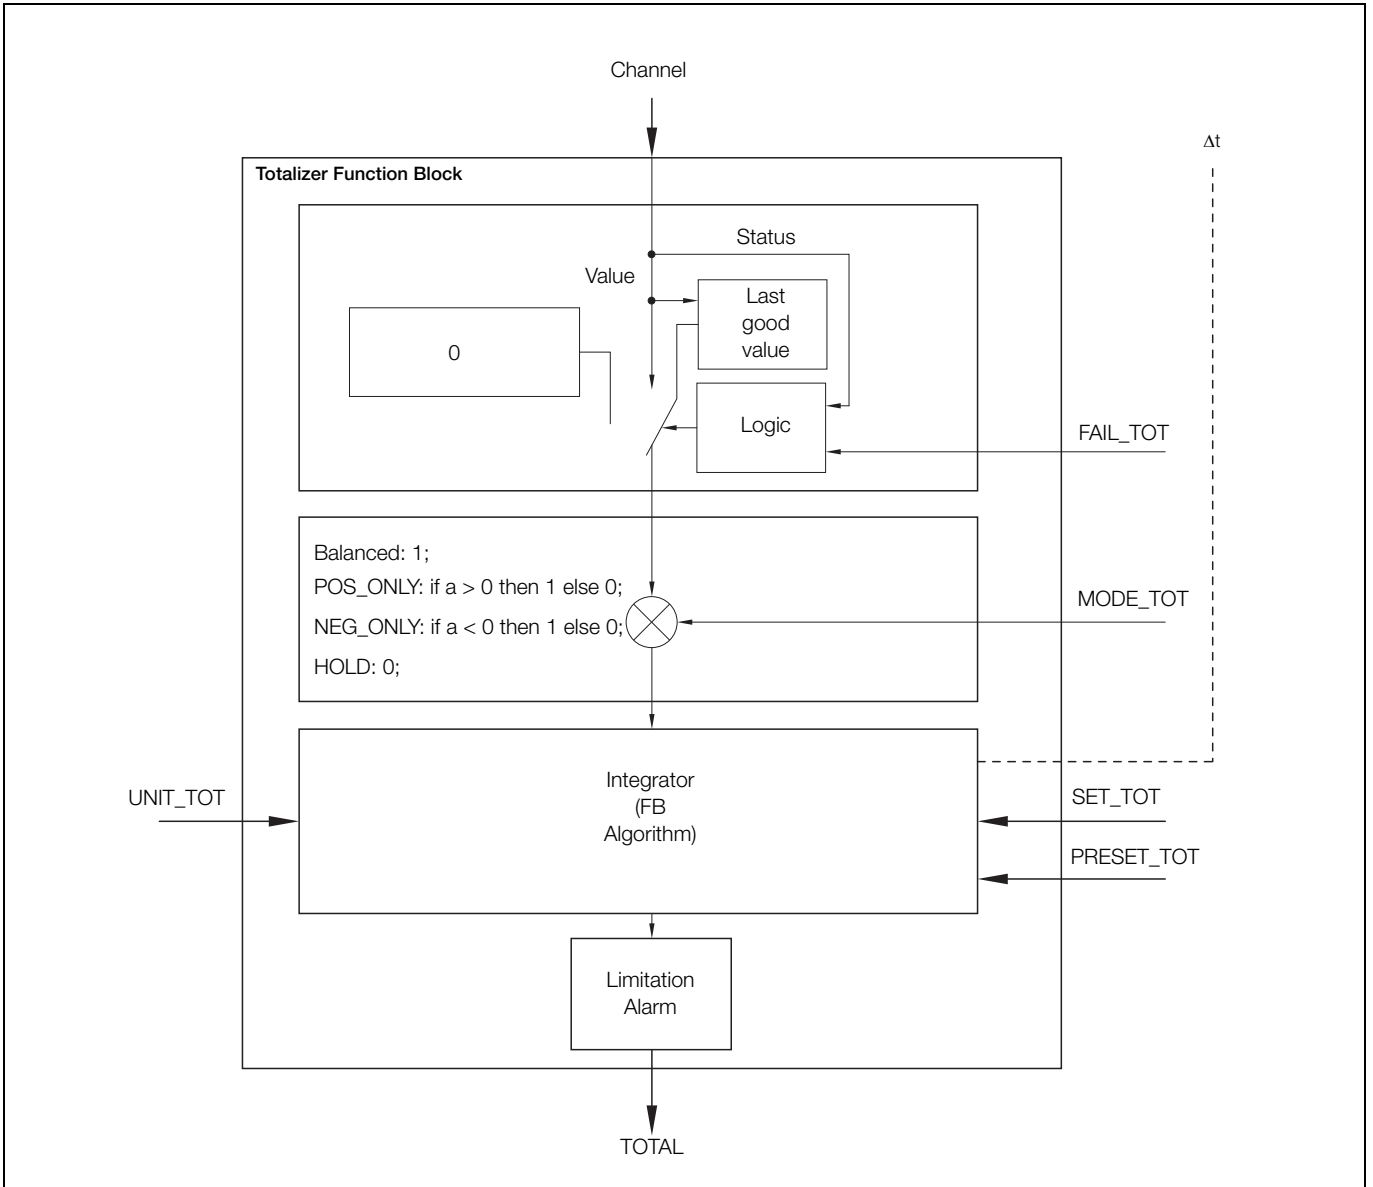 Channel
Δt
Totalizer Function Block
Status
Value
Last
good
value
0
Logic
FAIL_TOT
Balanced: 1;
POS_ONLY: if a > 0 then 1 else 0;
MODE_TOT
NEG_ONLY: if a < 0 then 1 else 0;
HOLD: 0;
Integrator
(FB
Algorithm)
UNIT_TOT
SET_TOT
PRESET_TOT
Limitation
Alarm
TOTAL